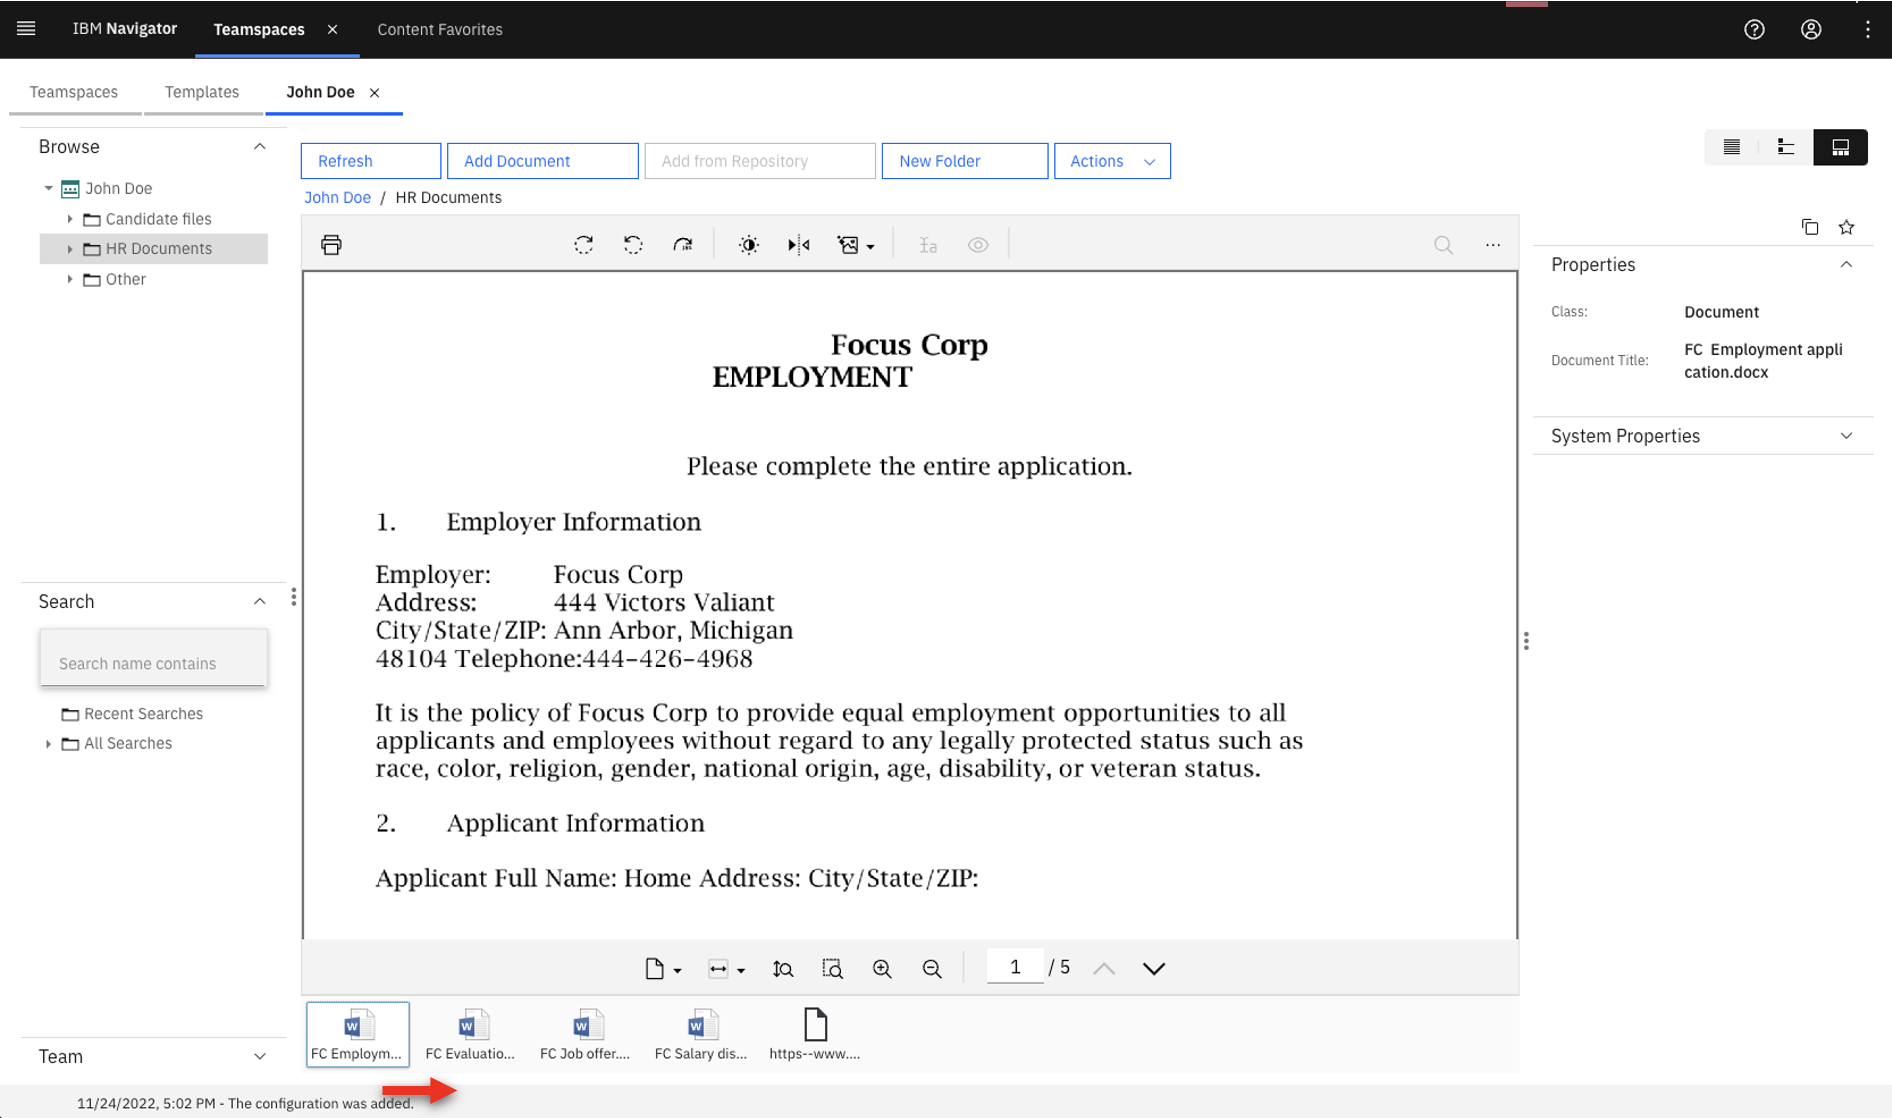 IBM Navigator
Teamspaces
Content Favorites
Teamspaces
Templates
John Doe
Browse
John Doe
Candidate files
HR Documents
Other
Refresh
Add Document
Add from Repository
New Folder
Actions
John Doe / HR Documents
Focus Corp
EMPLOYMENT
Please complete the entire application.
1. Employer Information
Employer: Focus Corp
Address: 444 Victors Valiant
City/State/ZIP: Ann Arbor, Michigan
48104 Telephone:444-426-4968
It is the policy of Focus Corp to provide equal employment opportunities to all
applicants and employees without regard to any legally protected status such as
race, color, religion, gender, national origin, age, disability, or veteran status.
2. Applicant Information
Applicant Full Name: Home Address: City/State/ZIP:
Properties
Class: Document
Document Title: FC Employment appli
cation.docx
System Properties
Search
Search name contains
Recent Searches
All Searches
1 / 5
FC Employm...
FC Evaluatio...
FC Job offer....
FC Salary dis...
https--www....
Team
11/24/2022, 5:02 PM - The configuration was added.